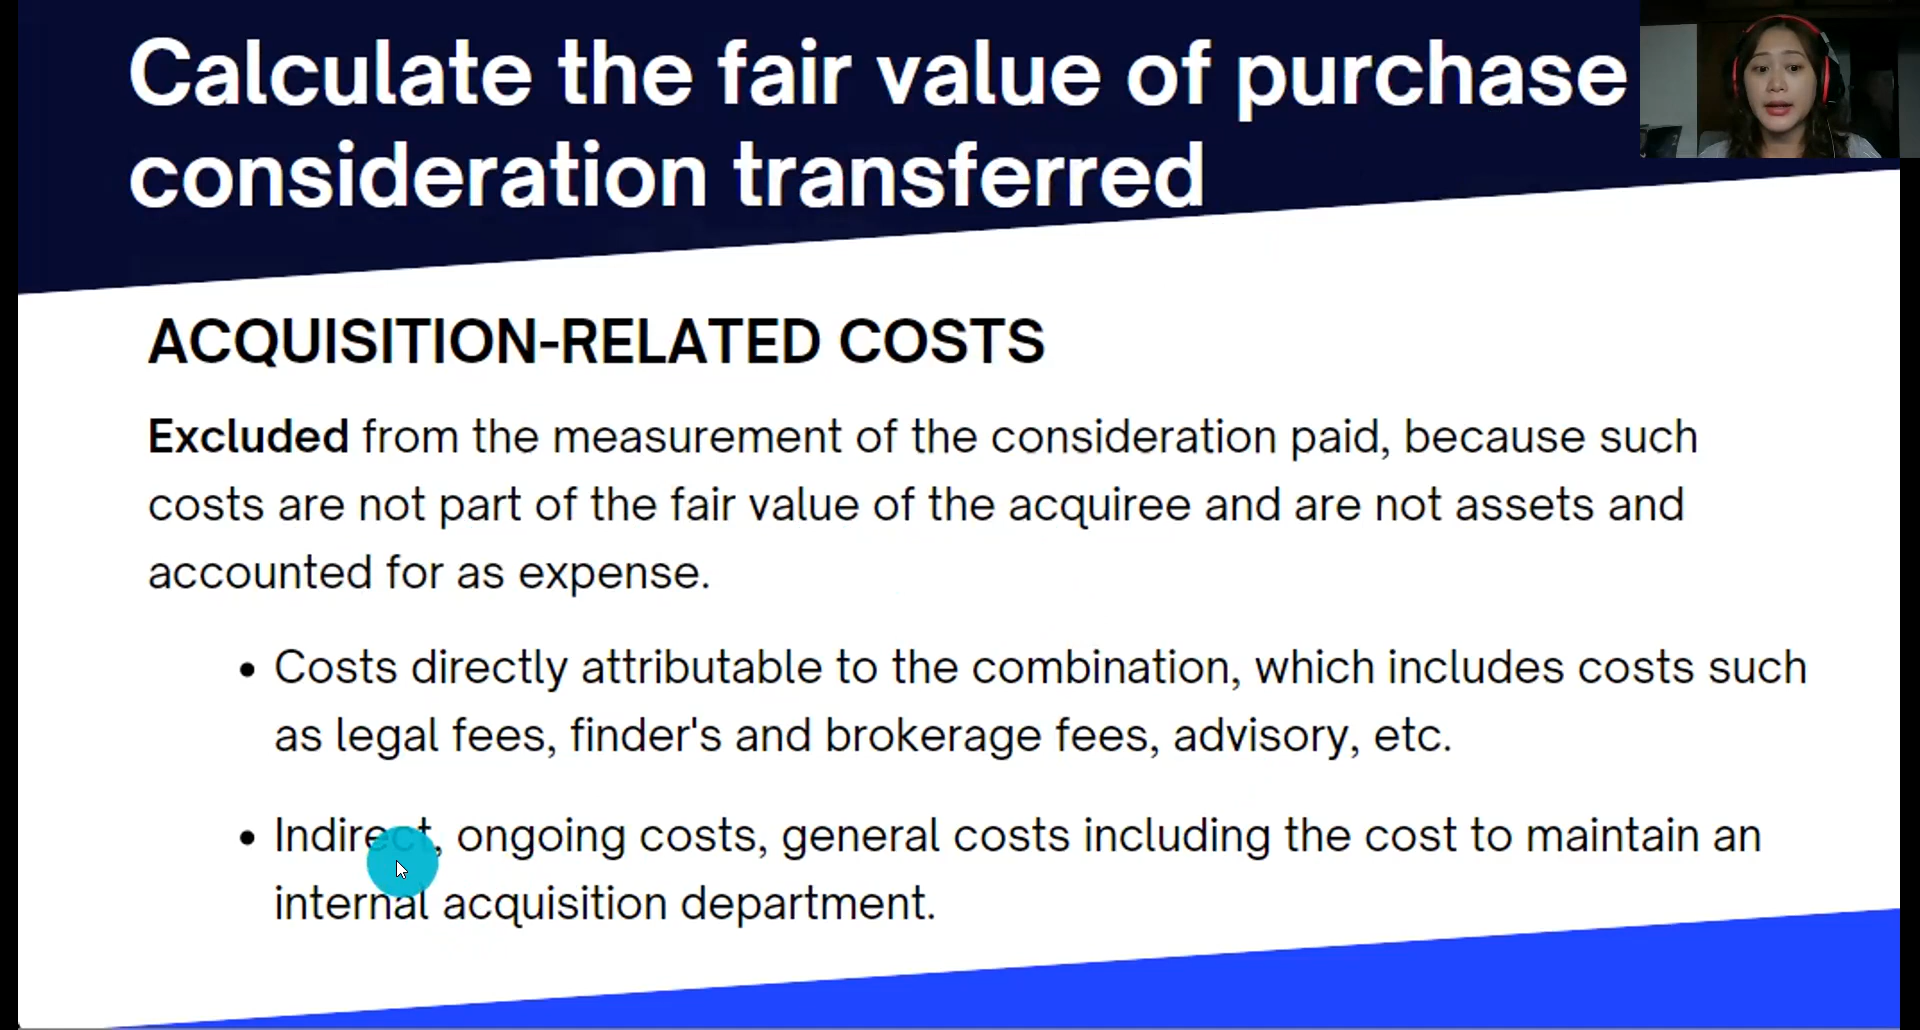 Calculate the fair value of purchase
consideration transferred
ACQUISITION-RELATED COSTS
Excluded from the measurement of the consideration paid, because such
costs are not part of the fair value of the acquiree and are not assets and
accounted for as expense.
• Costs directly attributable to the combination, which includes costs such
as legal fees, finder's and brokerage fees, advisory, etc.
• Indirect, ongoing costs, general costs including the cost to maintain an
internal acquisition department.